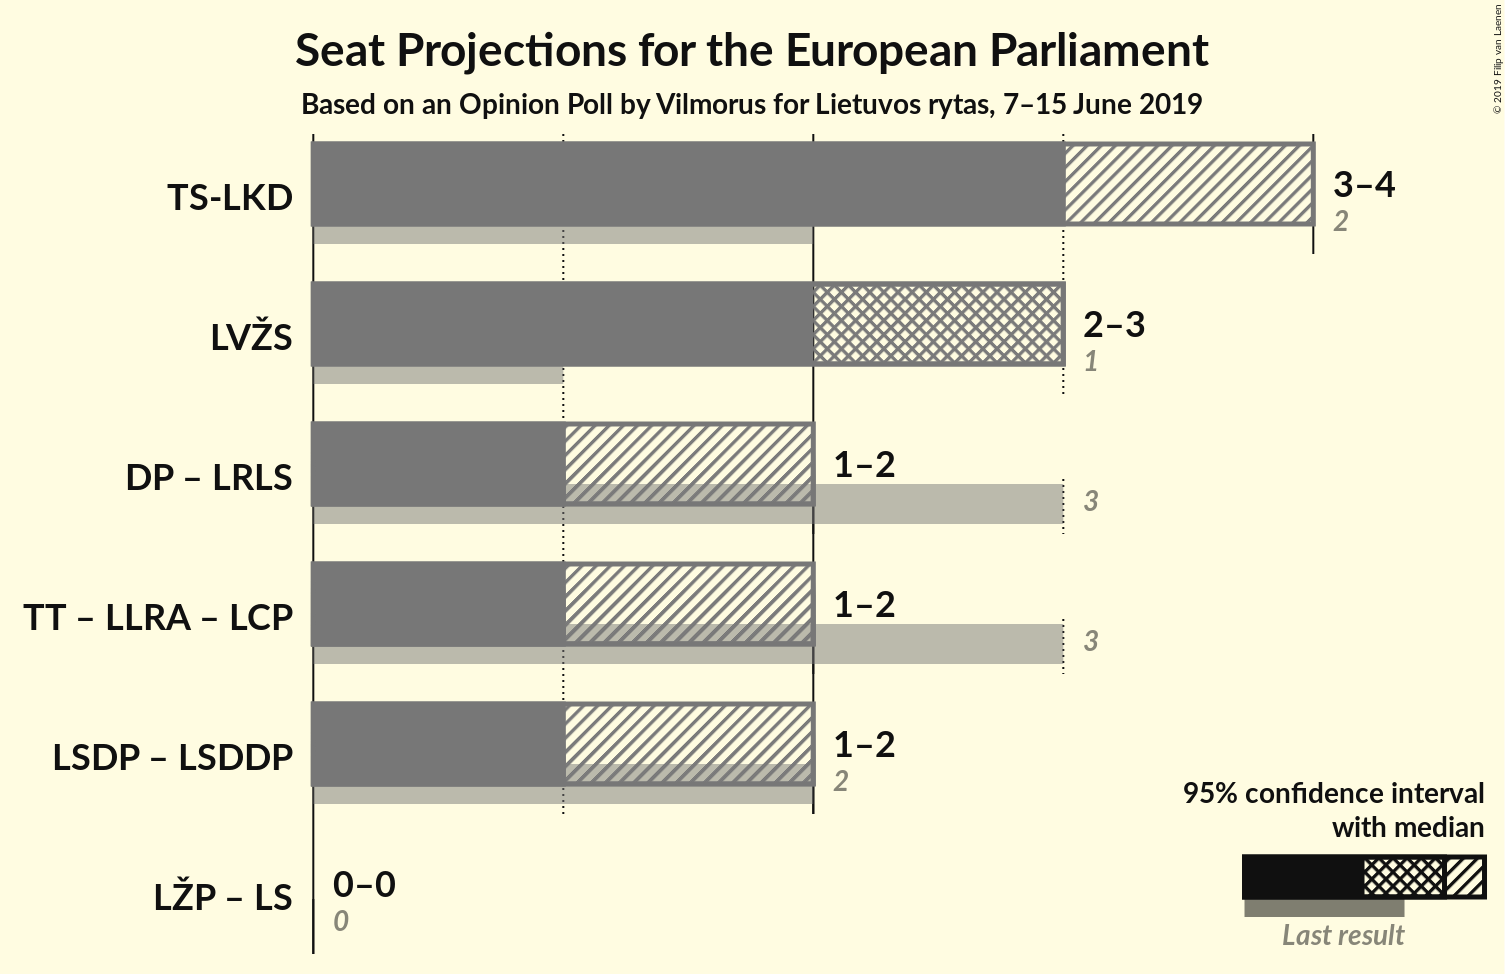 Seat Projections for the European Parliament
Based on an Opinion Poll by Vilmorus for Lietuvos rytas, 7–15 June 2019
© 2019 Filip van Laenen
TS-LKD
3–4
2
LVŽS
2–3
1
DP – LRLS
1–2
3
TT – LLRA – LCP
1–2
3
LSDP – LSDDP
1–2
2
LŽP – LS
0–0
0
95% confidence interval
with median
Last result